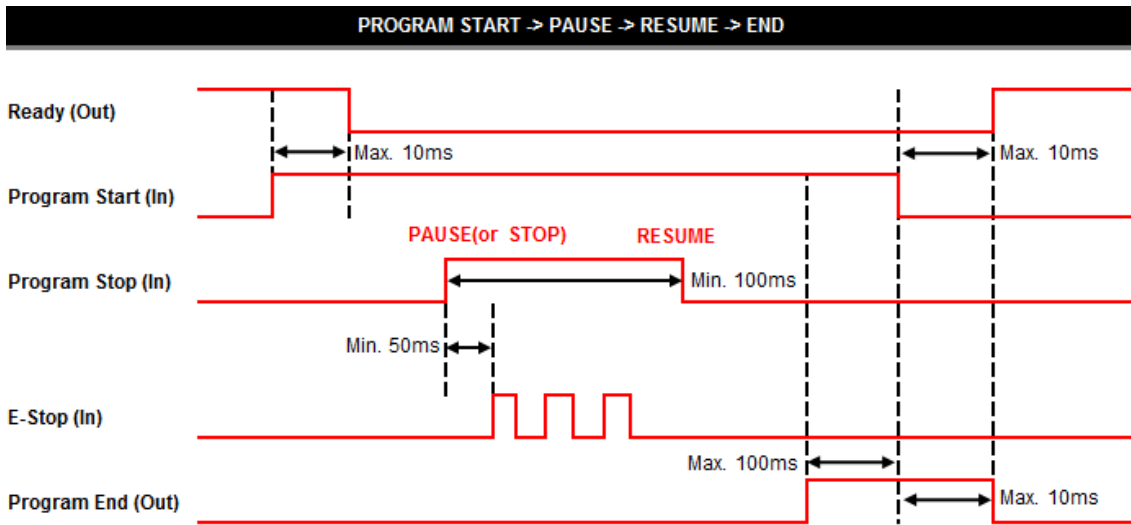 PROGRAM START -> PAUSE -> RESUME -> END
Ready (Out)
Max. 10ms
Max. 10ms
Program Start (In)
PAUSE(or STOP)
RESUME
Program Stop (In)
Min. 100ms
Min. 50ms
E-Stop (In)
Max. 100ms
Program End (Out)
Max. 10ms